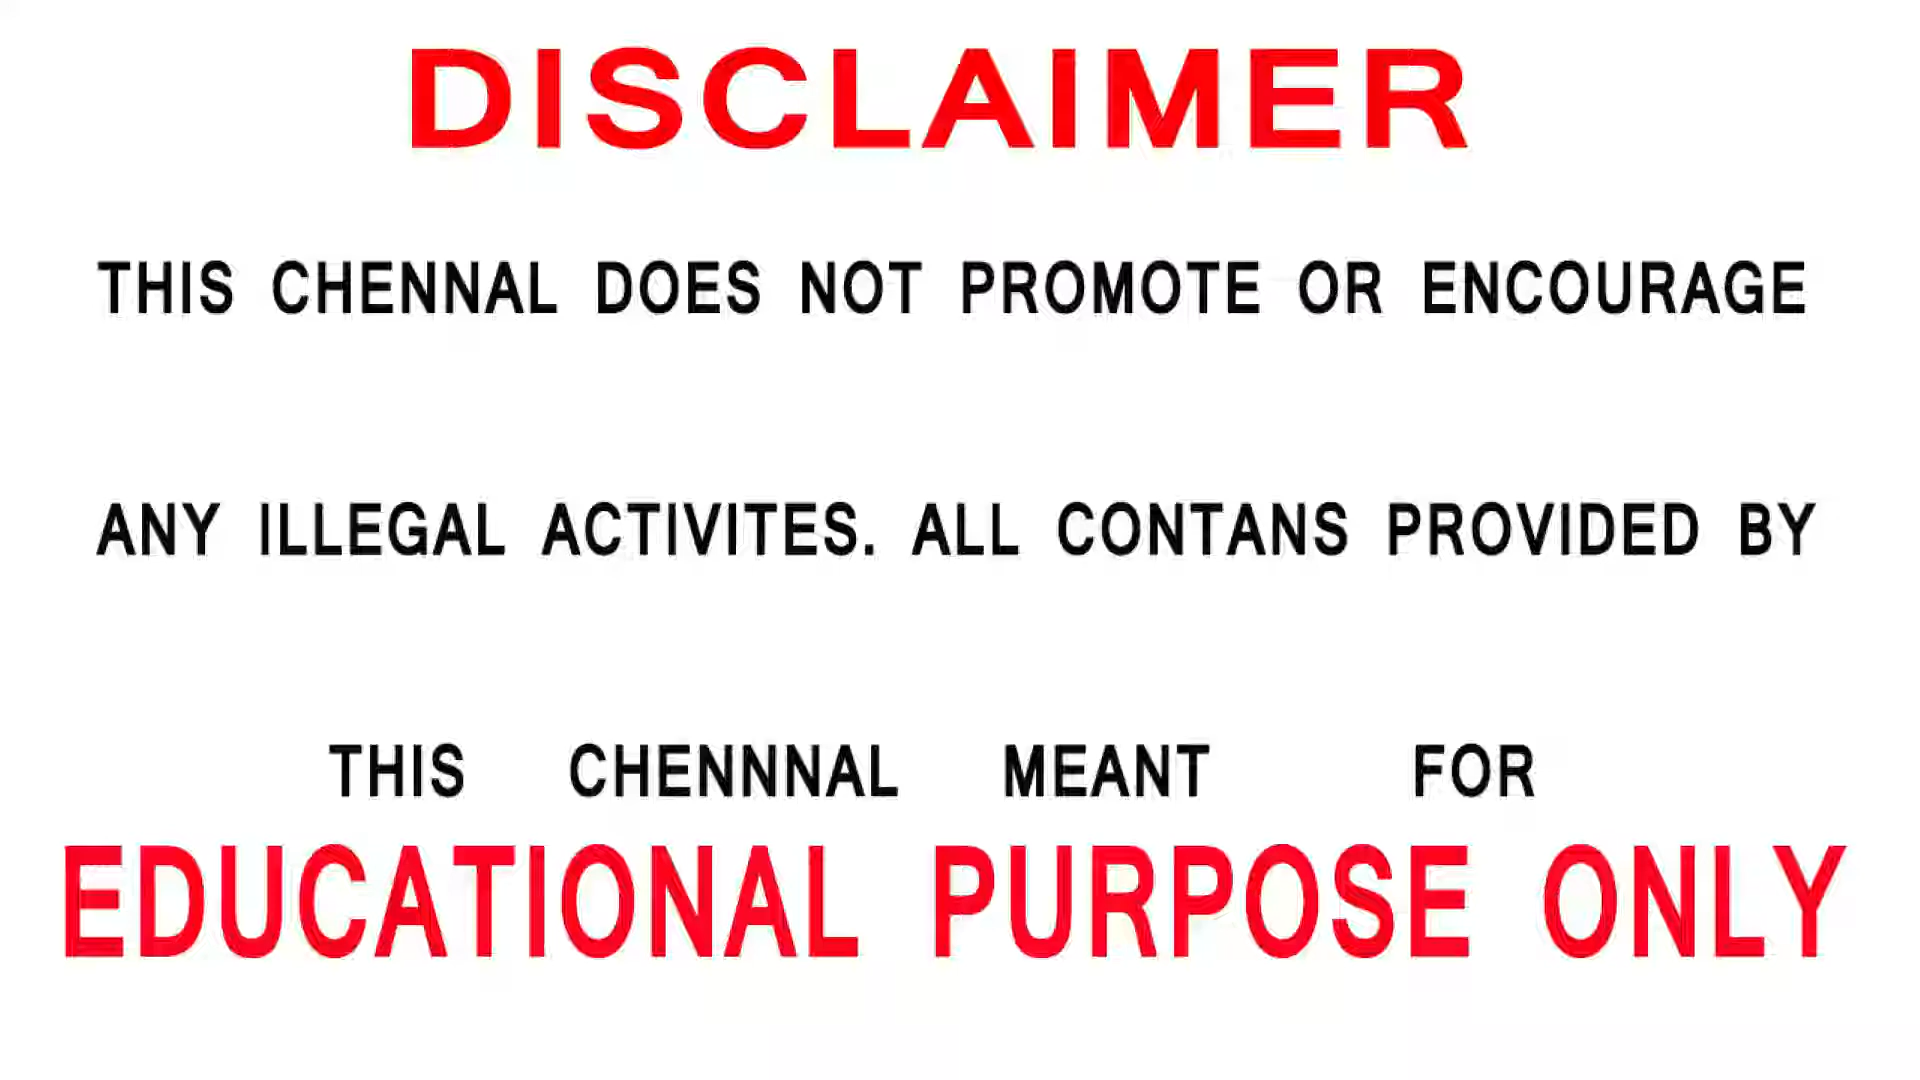 DISCLAIMER
THIS CHENNAL DOES NOT PROMOTE OR ENCOURAGE
ANY ILLEGAL ACTIVITES. ALL CONTANS PROVIDED BY
THIS CHENNNAL MEANT FOR
EDUCATIONAL PURPOSE ONLY